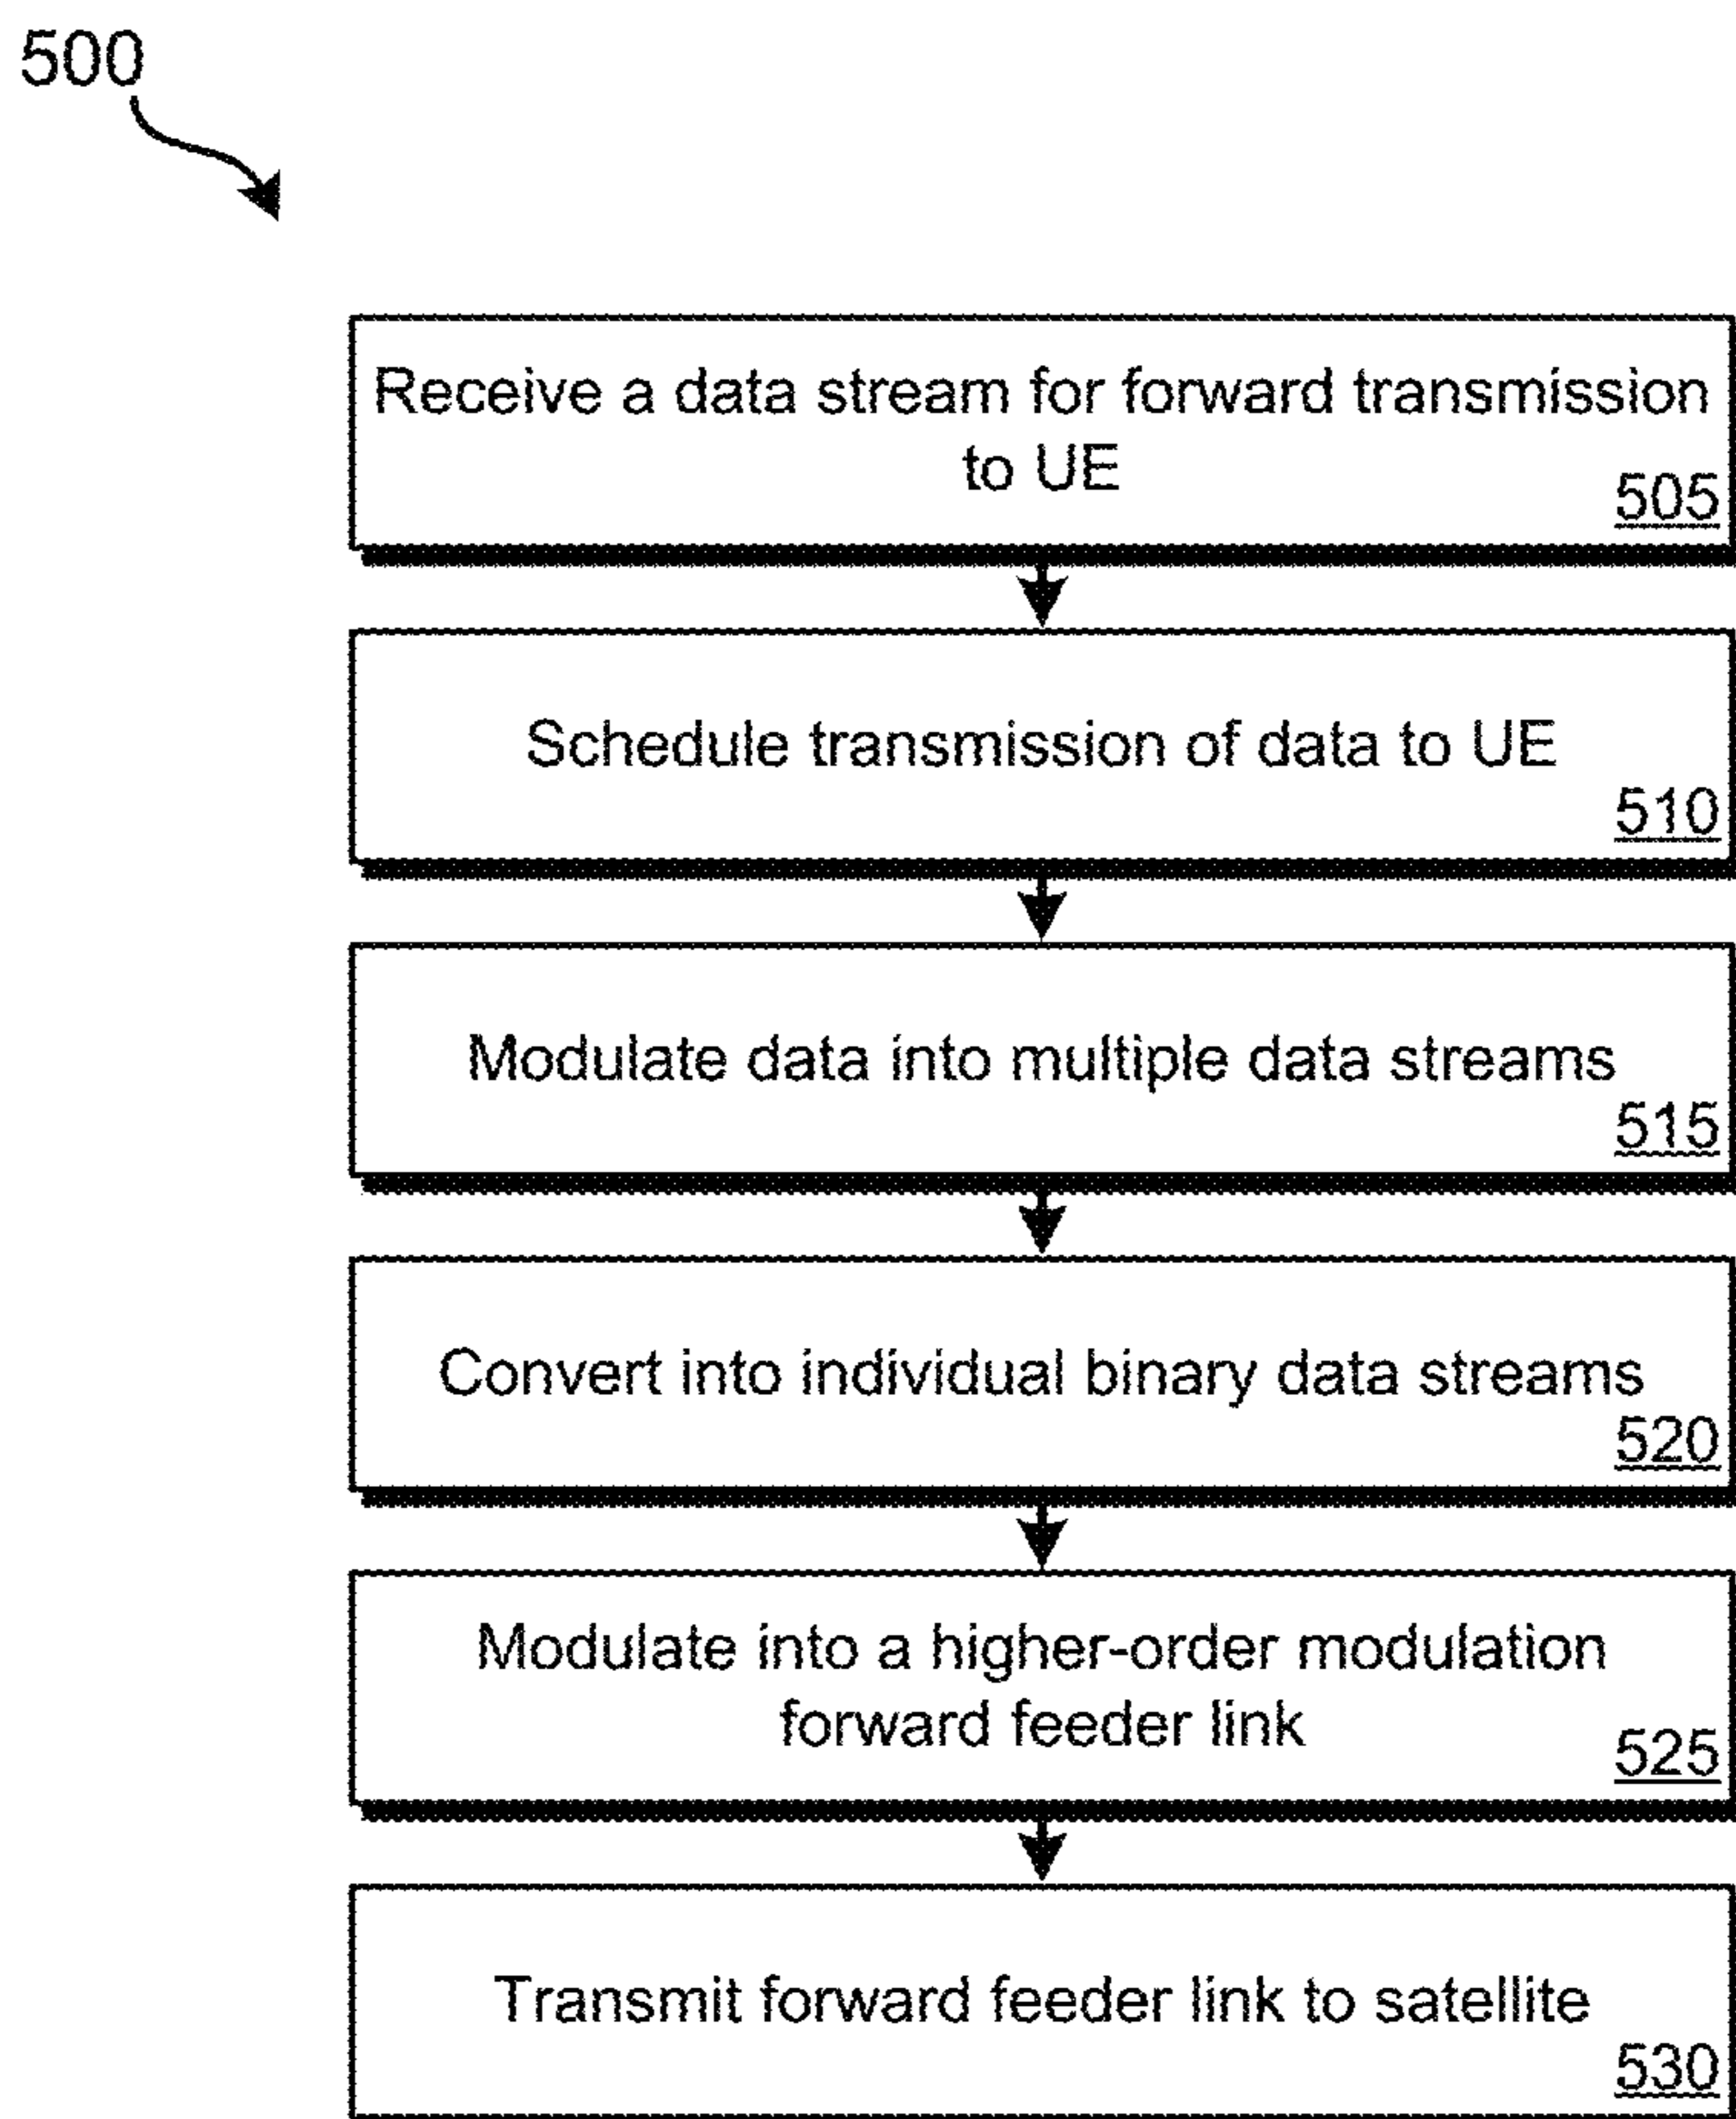 500
Receive a data stream for forward transmission
to UE
505
Schedule transmission of data to UE
510
Modulate data into multiple data streams
515
Convert into individual binary data streams
520
Modulate into a higher-order modulation
forward feeder link
525
Transmit forward feeder link to satellite
530